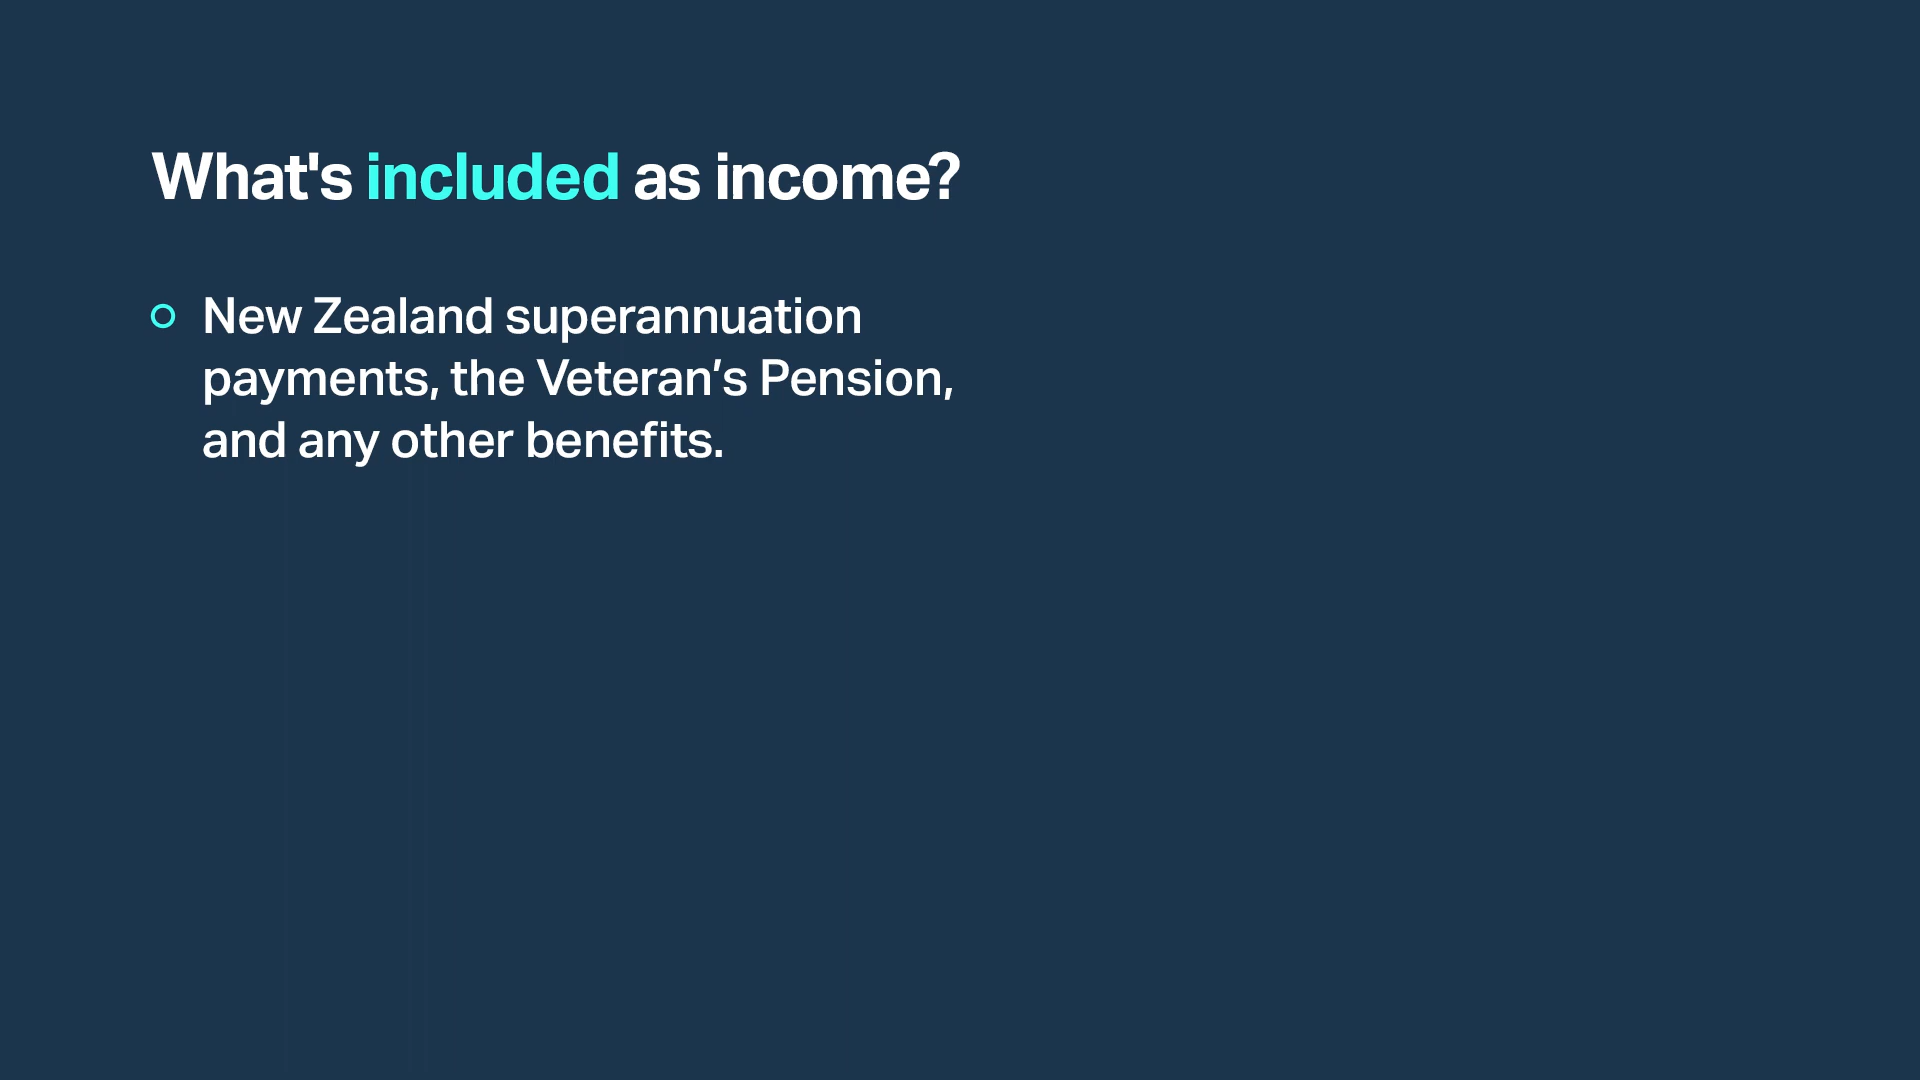 What's included as income?
New Zealand superannuation
payments, the Veteran’s Pension,
and any other benefits.